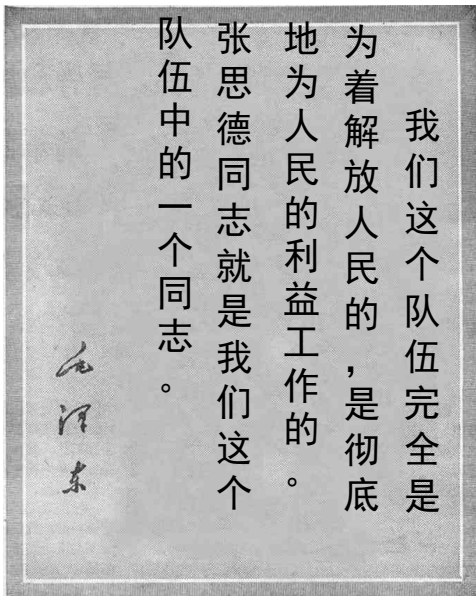 我们这个队伍完全是
为着解放人民的，是彻底
地为人民的利益工作的。
张思德同志就是我们这个
队伍中的一个同志。
毛泽东